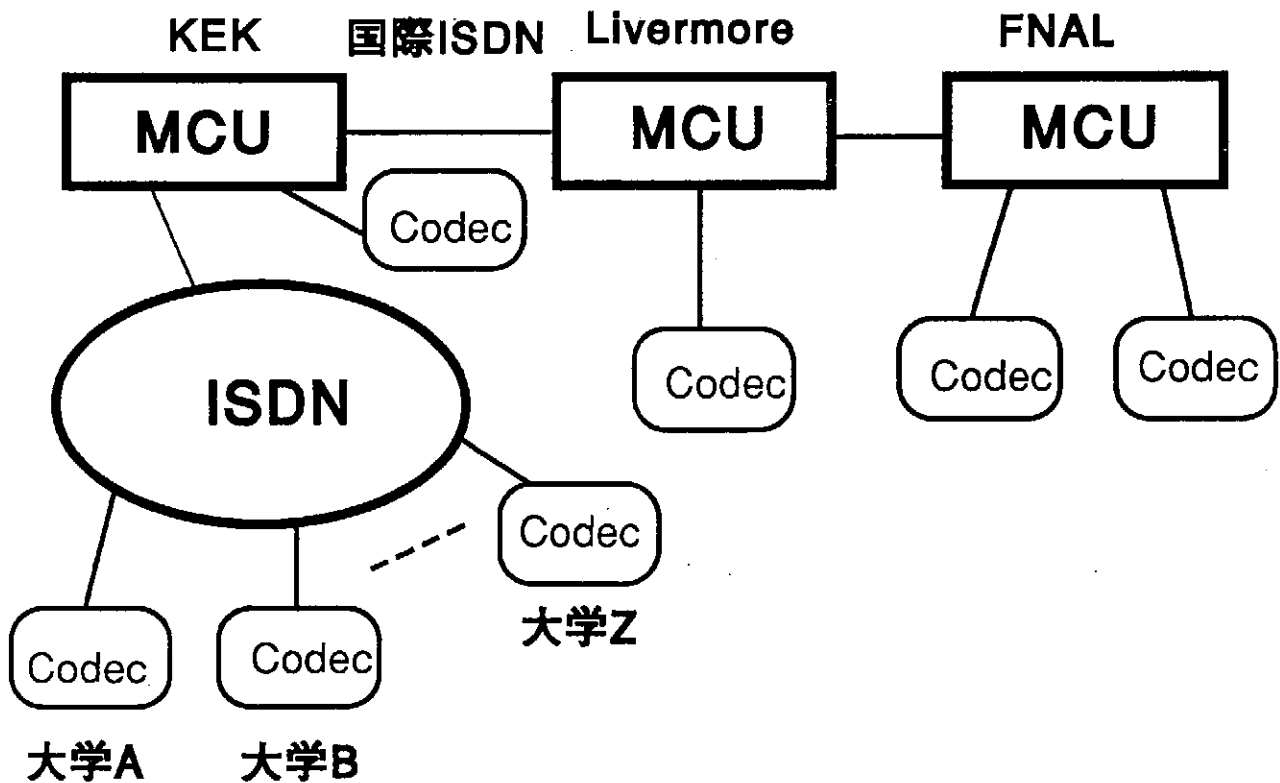 KEK 国際ISDN Livermore FNAL
MCU MCU MCU
Codec
Codec Codec Codec
ISDN
Codec
大学Z
Codec Codec
大学A 大学B